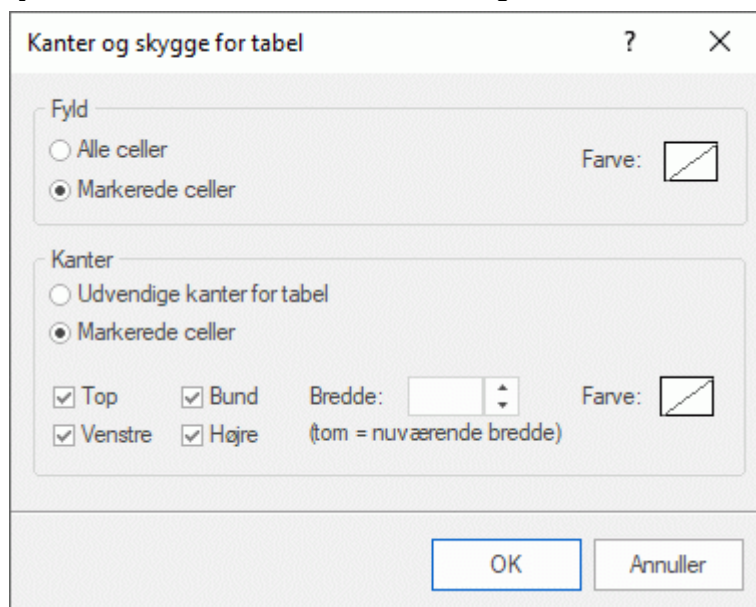 Kanter og skygge for tabel ? ×
Fyld
Alle celler
Farve:
Markerede celler
Kanter
Udvendige kanter for tabel
Markerede celler
Top Bund Bredde: Farve:
Venstre Højre (tom = nuværende bredde)
OK Annuller